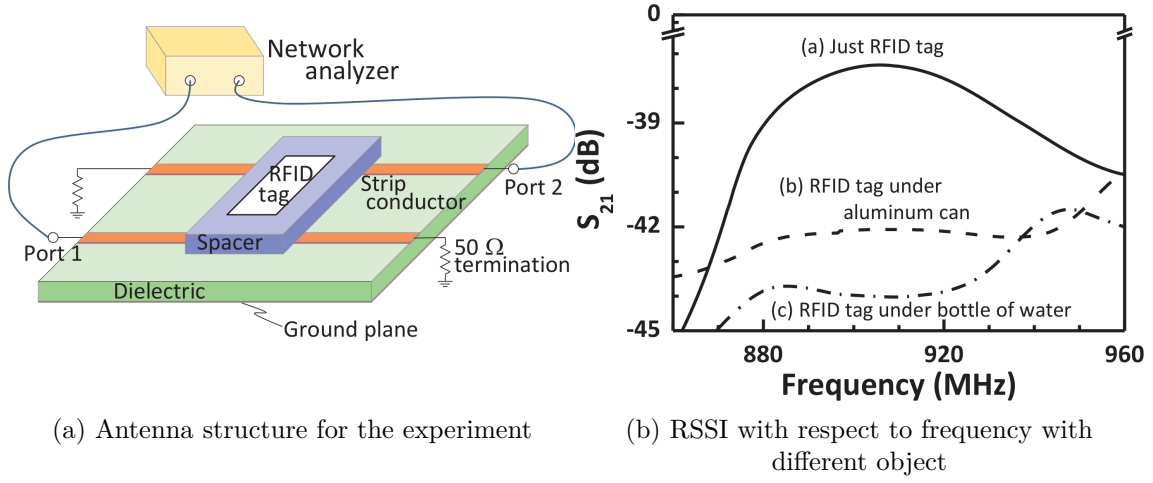 Network
analyzer
RFID
tag
Strip
conductor
Port 2
Port 1
Spacer
50 Ω
termination
Dielectric
Ground plane
(a) Antenna structure for the experiment
0
-39
-42
-45
S21 (dB)
(a) Just RFID tag
(b) RFID tag under
aluminum can
(c) RFID tag under bottle of water
880
920
960
Frequency (MHz)
(b) RSSI with respect to frequency with
different object